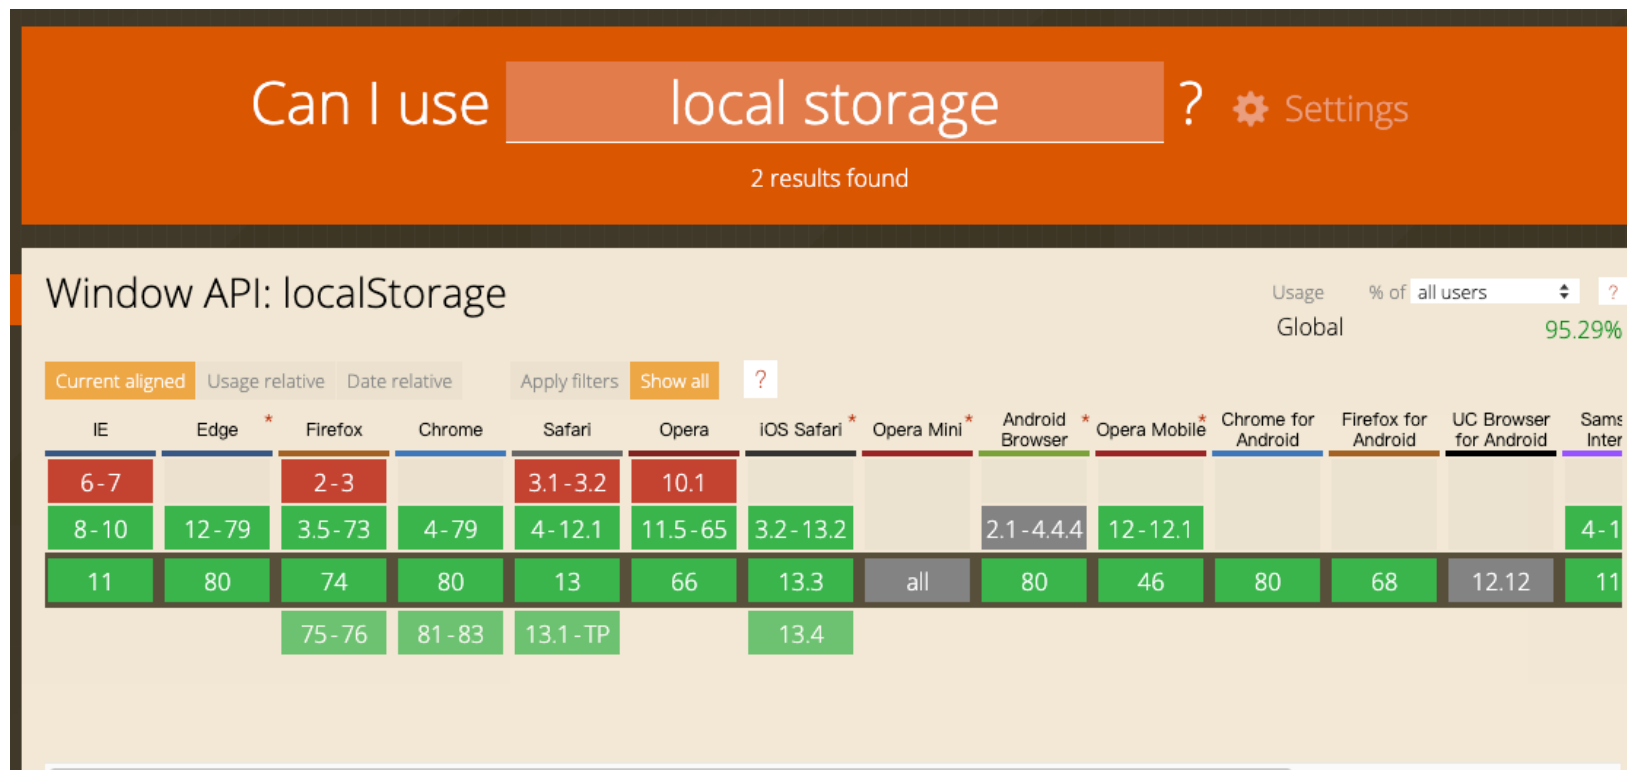 Can I use local storage ? Settings
2 results found
Window API: localStorage
Usage % of all users ?
Global 95.29%
Current aligned Usage relative Date relative Apply filters Show all ?
IE Edge * Firefox Chrome Safari Opera iOS Safari * Opera Mini * Android Browser * Opera Mobile * Chrome for Android Firefox for Android UC Browser for Android Sams Inter
6-7 2-3 3.1-3.2 10.1
8-10 12-79 3.5-73 4-79 4-12.1 11.5-65 3.2-13.2 2.1-4.4.4 12-12.1 4-1
11 80 74 80 13 66 13.3 all 80 46 80 68 12.12 11
75-76 81-83 13.1-TP 13.4